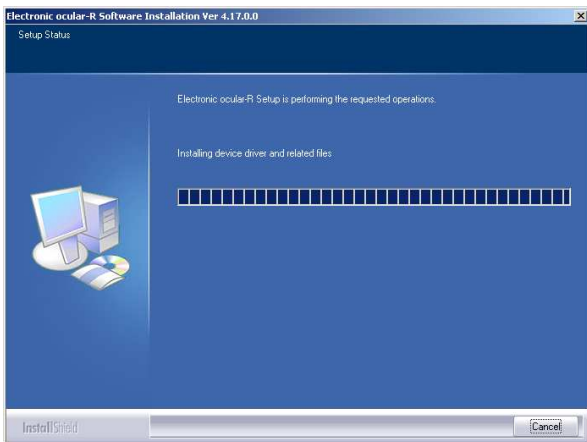 Electronic ocular-R Software Installation Ver 4.17.0.0
Setup Status
Electronic ocular-R Setup is performing the requested operations.
Installing device driver and related files
InstallShield
Cancel